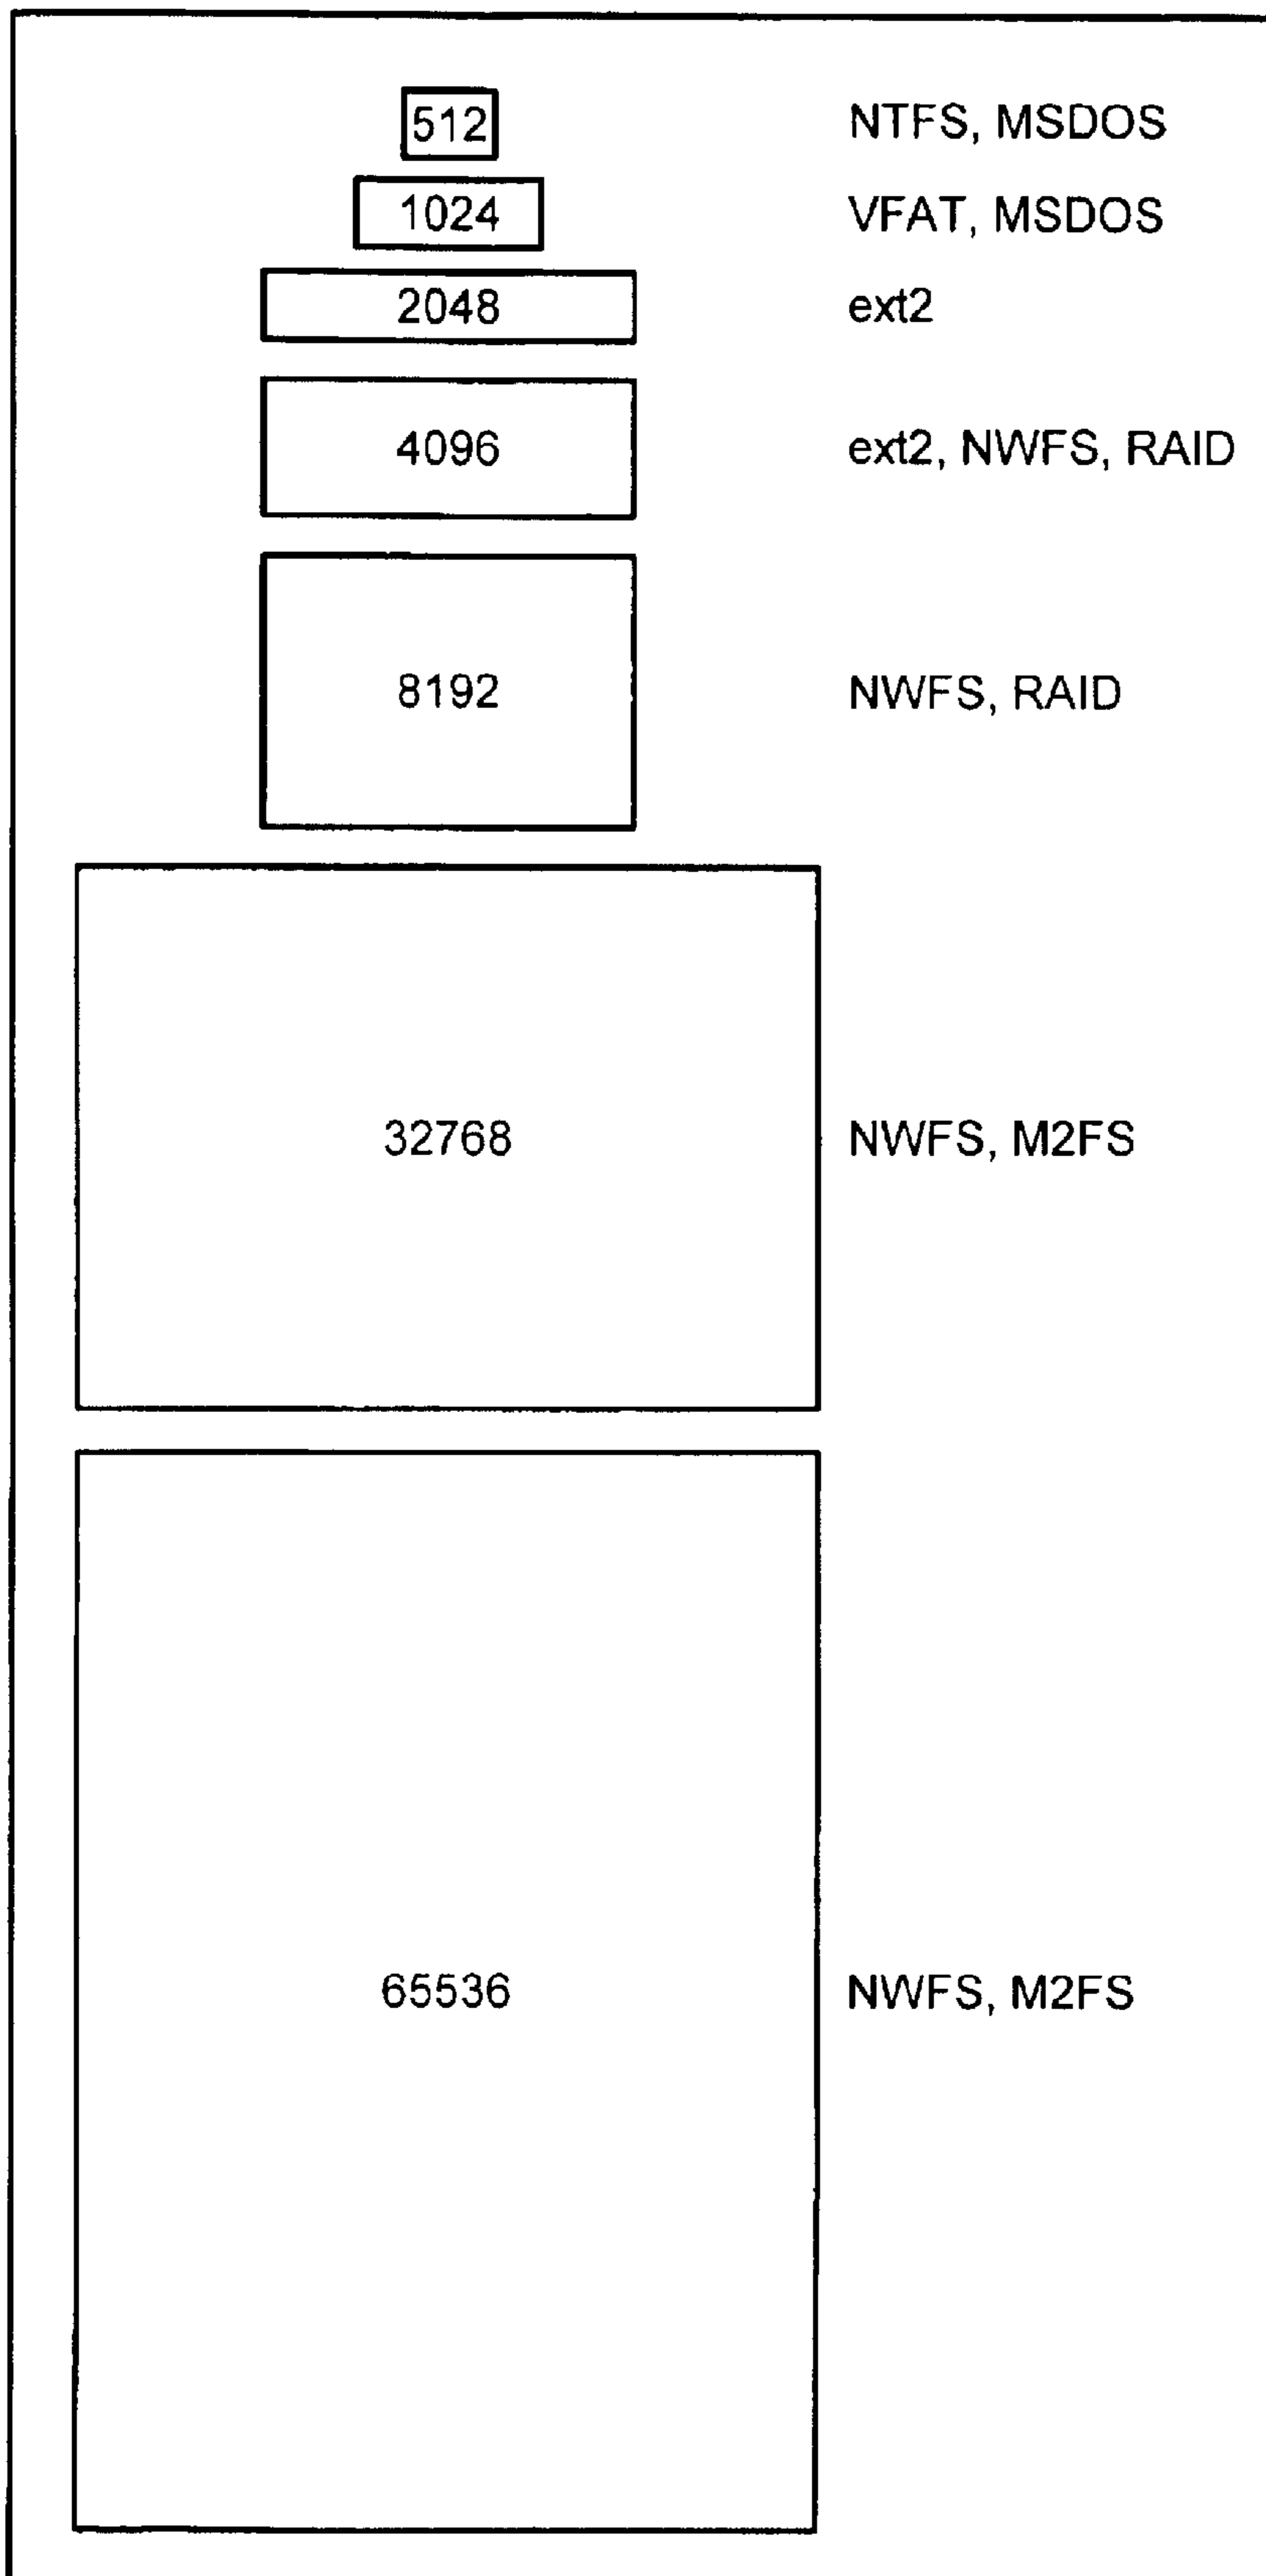 512 NTFS, MSDOS
1024 VFAT, MSDOS
2048 ext2
4096 ext2, NWFS, RAID
8192 NWFS, RAID
32768 NWFS, M2FS
65536 NWFS, M2FS